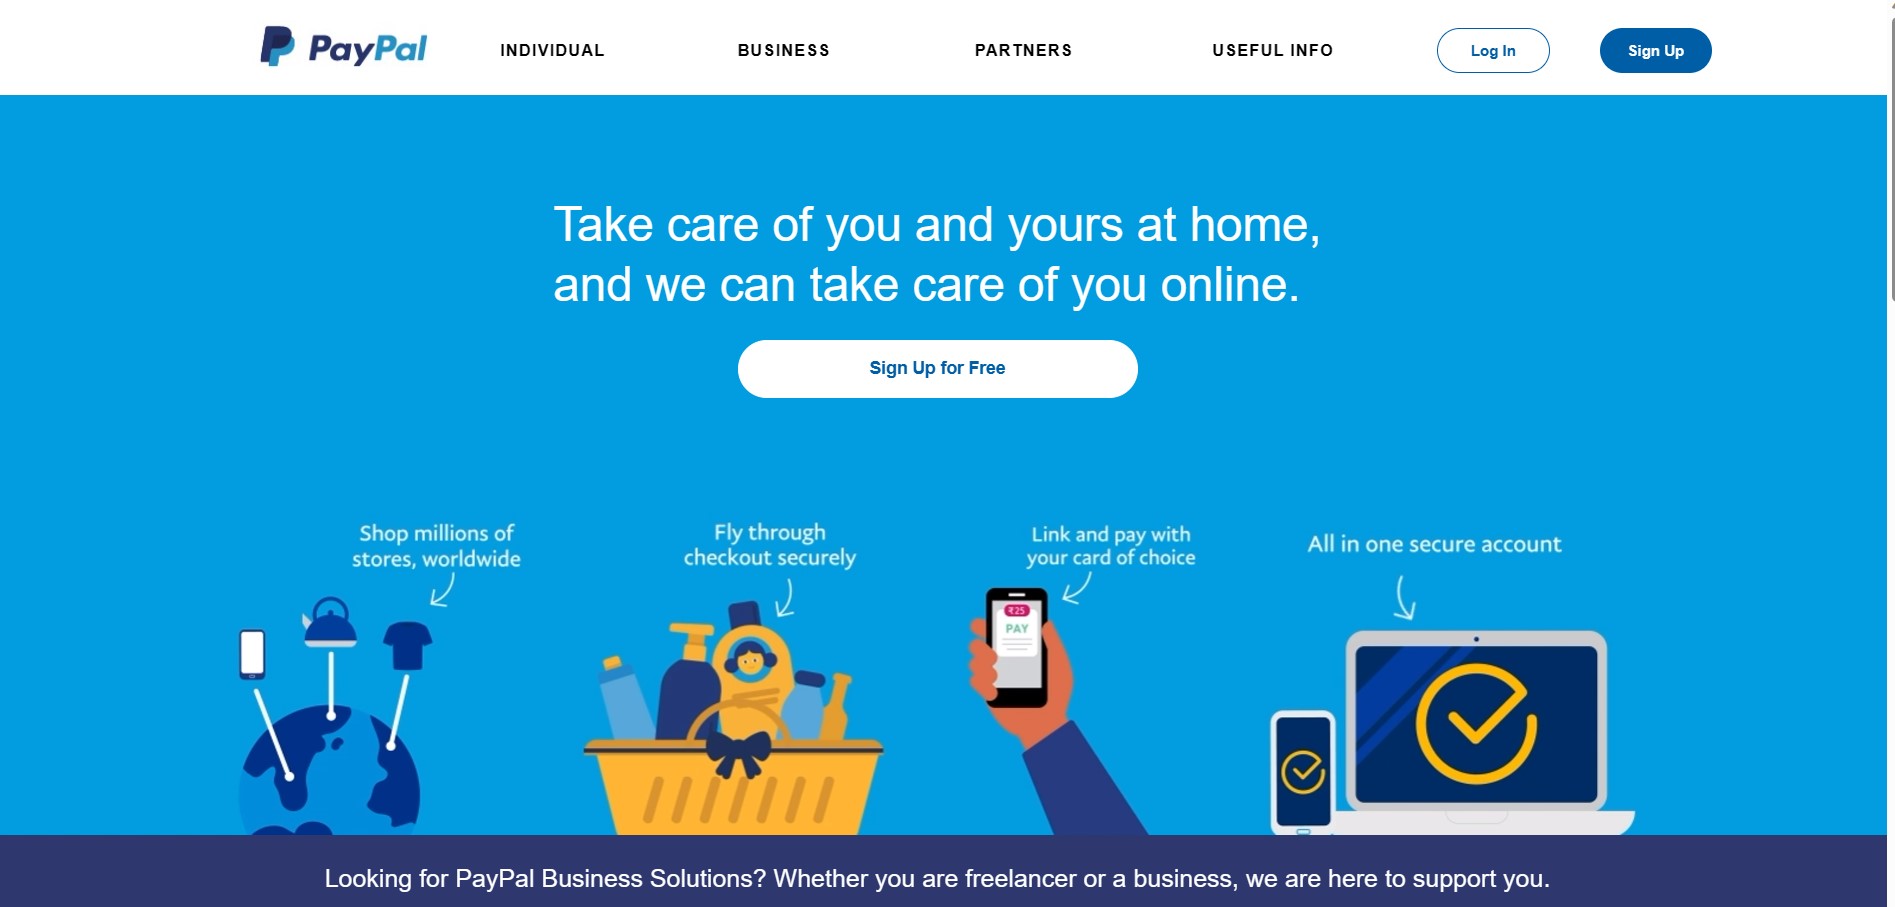 PayPal
INDIVIDUAL
BUSINESS
PARTNERS
USEFUL INFO
Log In
Sign Up
Take care of you and yours at home,
and we can take care of you online.
Sign Up for Free
Shop millions of
stores, worldwide
Fly through
checkout securely
Link and pay with
your card of choice
All in one secure account
₹25
PAY
Looking for PayPal Business Solutions? Whether you are freelancer or a business, we are here to support you.